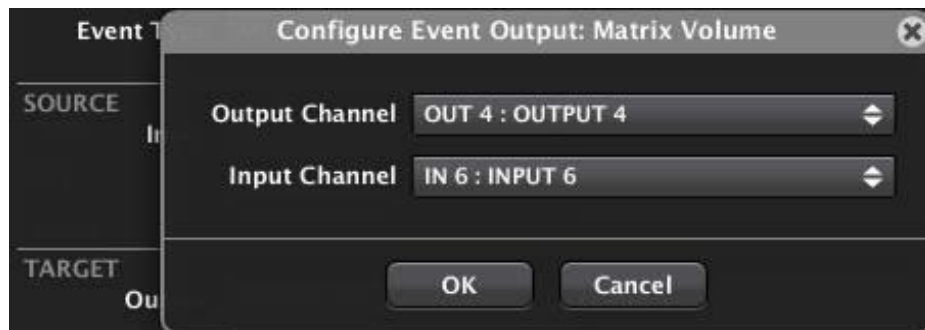 Event
Configure Event Output: Matrix Volume
SOURCE
Output Channel OUT 4 : OUTPUT 4
Input Channel IN 6 : INPUT 6
TARGET
OK Cancel